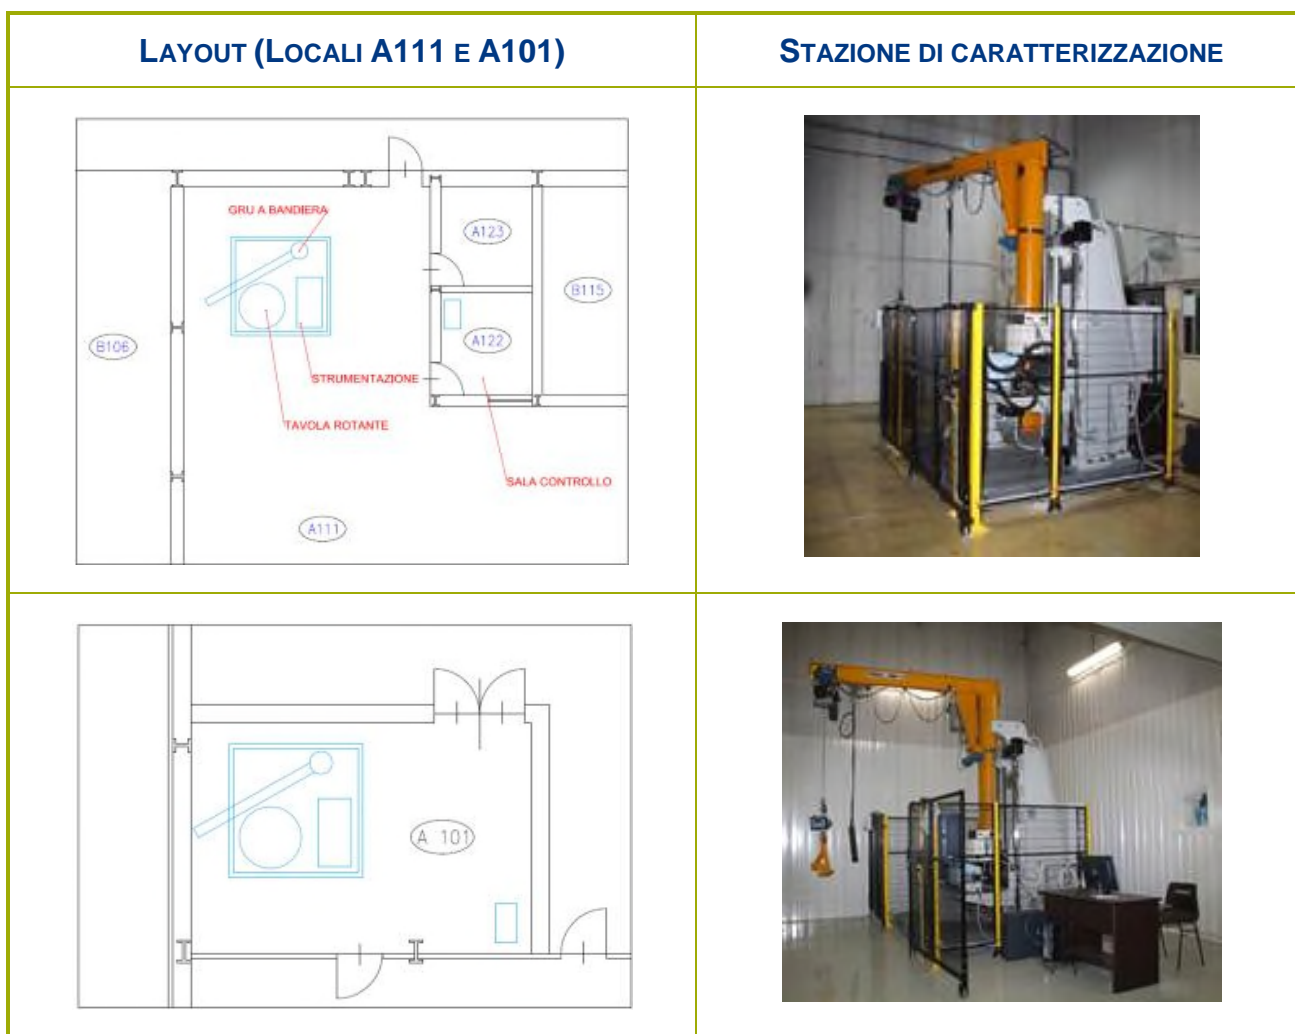 LAYOUT (LOCALI A111 E A101)
STAZIONE DI CARATTERIZZAZIONE
GRU A BANDIERA
A123
B115
B106
A122
STRUMENTAZIONE
TAVOLA ROTANTE
SALA CONTROLLO
A111
A 101